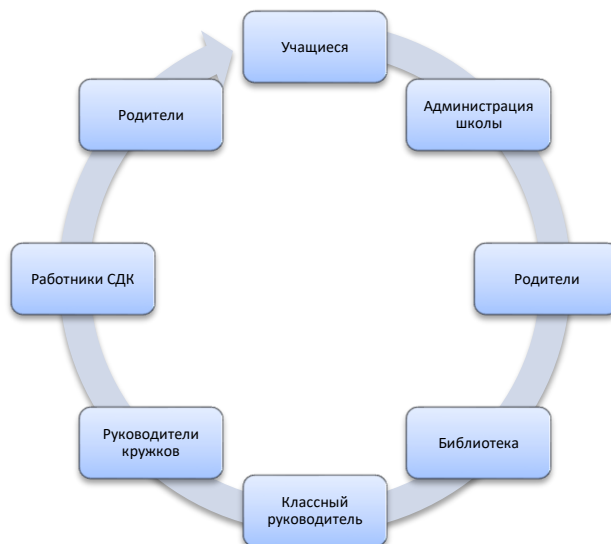 Учащиеся
Администрация
школы
Родители
Библиотека
Классный
руководитель
Руководители
кружков
Работники СДК
Родители